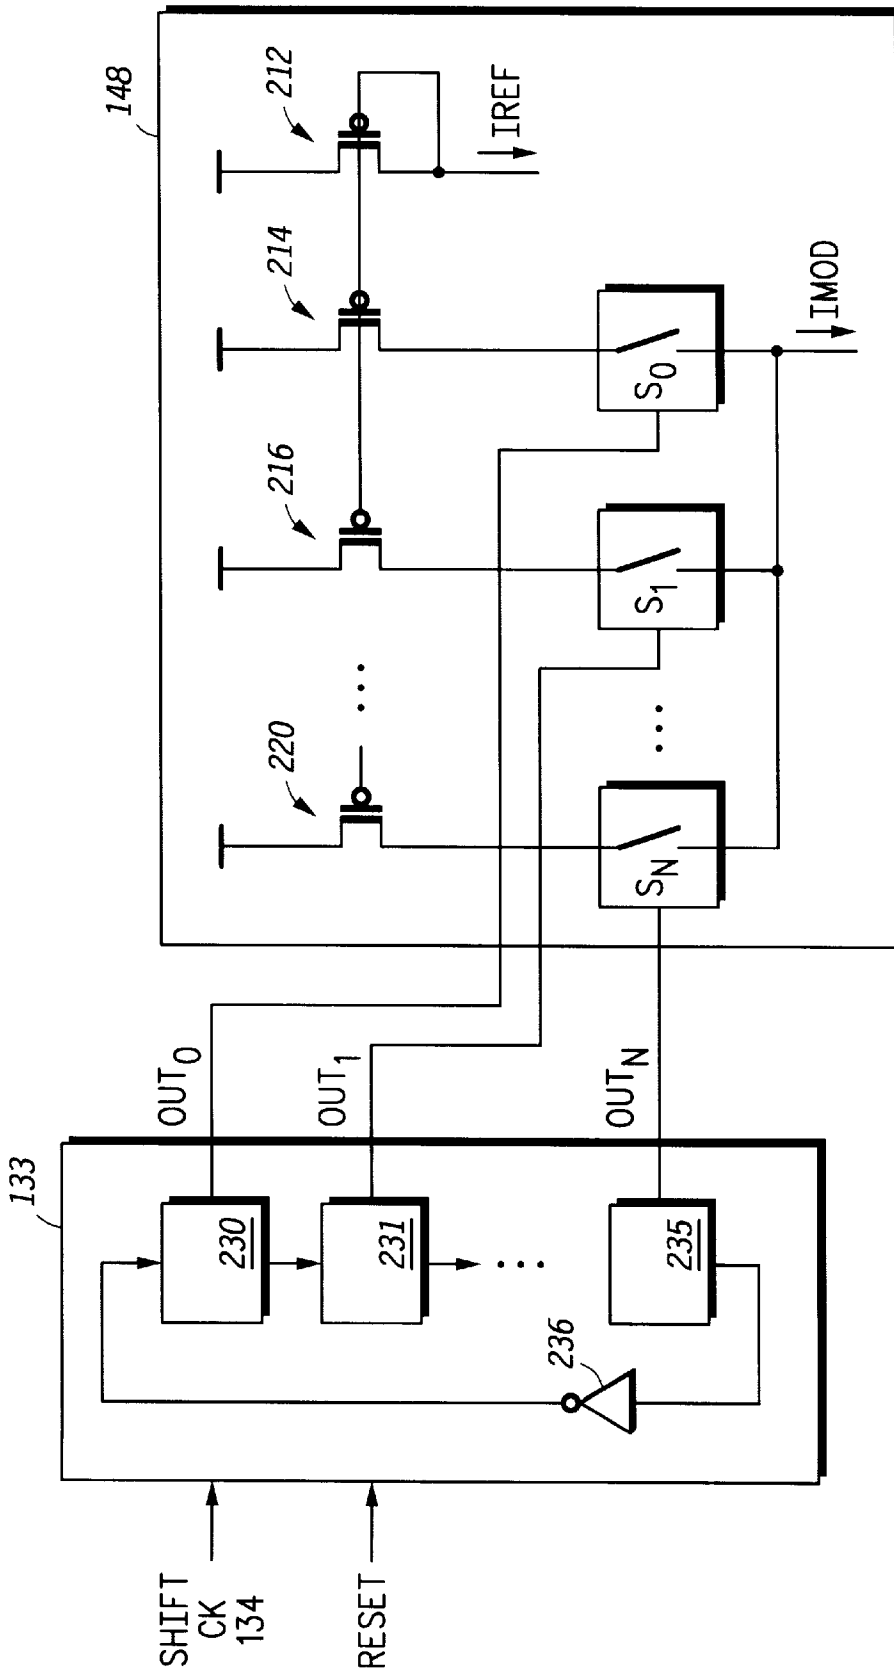 133
148
SHIFT
CK
134
RESET
230
231
235
236
OUT0
OUT1
OUTN
220
216
214
212
SN
S1
S0
IREF
IMOD